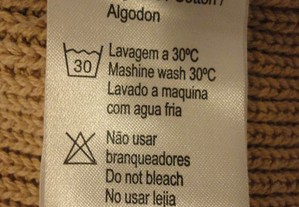 Cotton /
Algodon
Lavagem a 30ºC
30
Mashine wash 30ºC
Lavado a maquina
com agua fria
Não usar
branqueadores
Do not bleach
No usar lejia